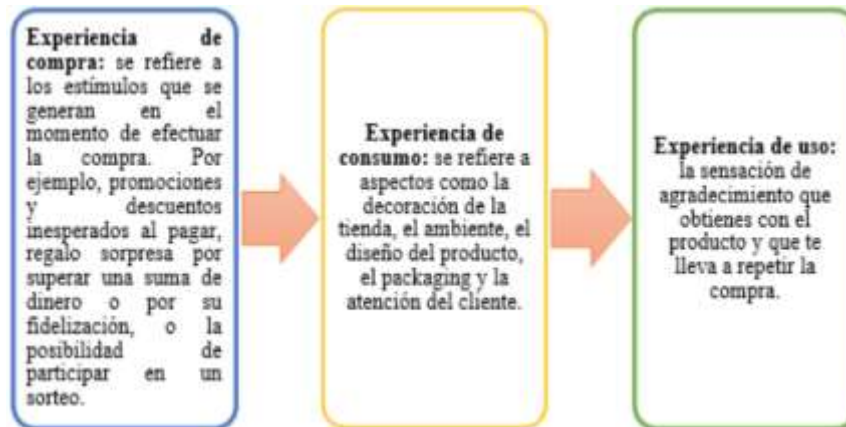 Experiencia de
compra: se refiere a
los estímulos que se
generan en el
momento de efectuar
la compra. Por
ejemplo, promociones
y descuentos
inesperados al pagar,
regalo sorpresa por
superar una suma de
dinero o por su
fidelización, o la
posibilidad de
participar en un
sorteo.
Experiencia de
consumo: se refiere a
aspectos como la
decoración de la
tienda, el ambiente, el
diseño del producto,
el packaging y la
atención del cliente.
Experiencia de uso:
la sensación de
agradecimiento que
obtienes con el
producto y que te
lleva a repetir la
compra.